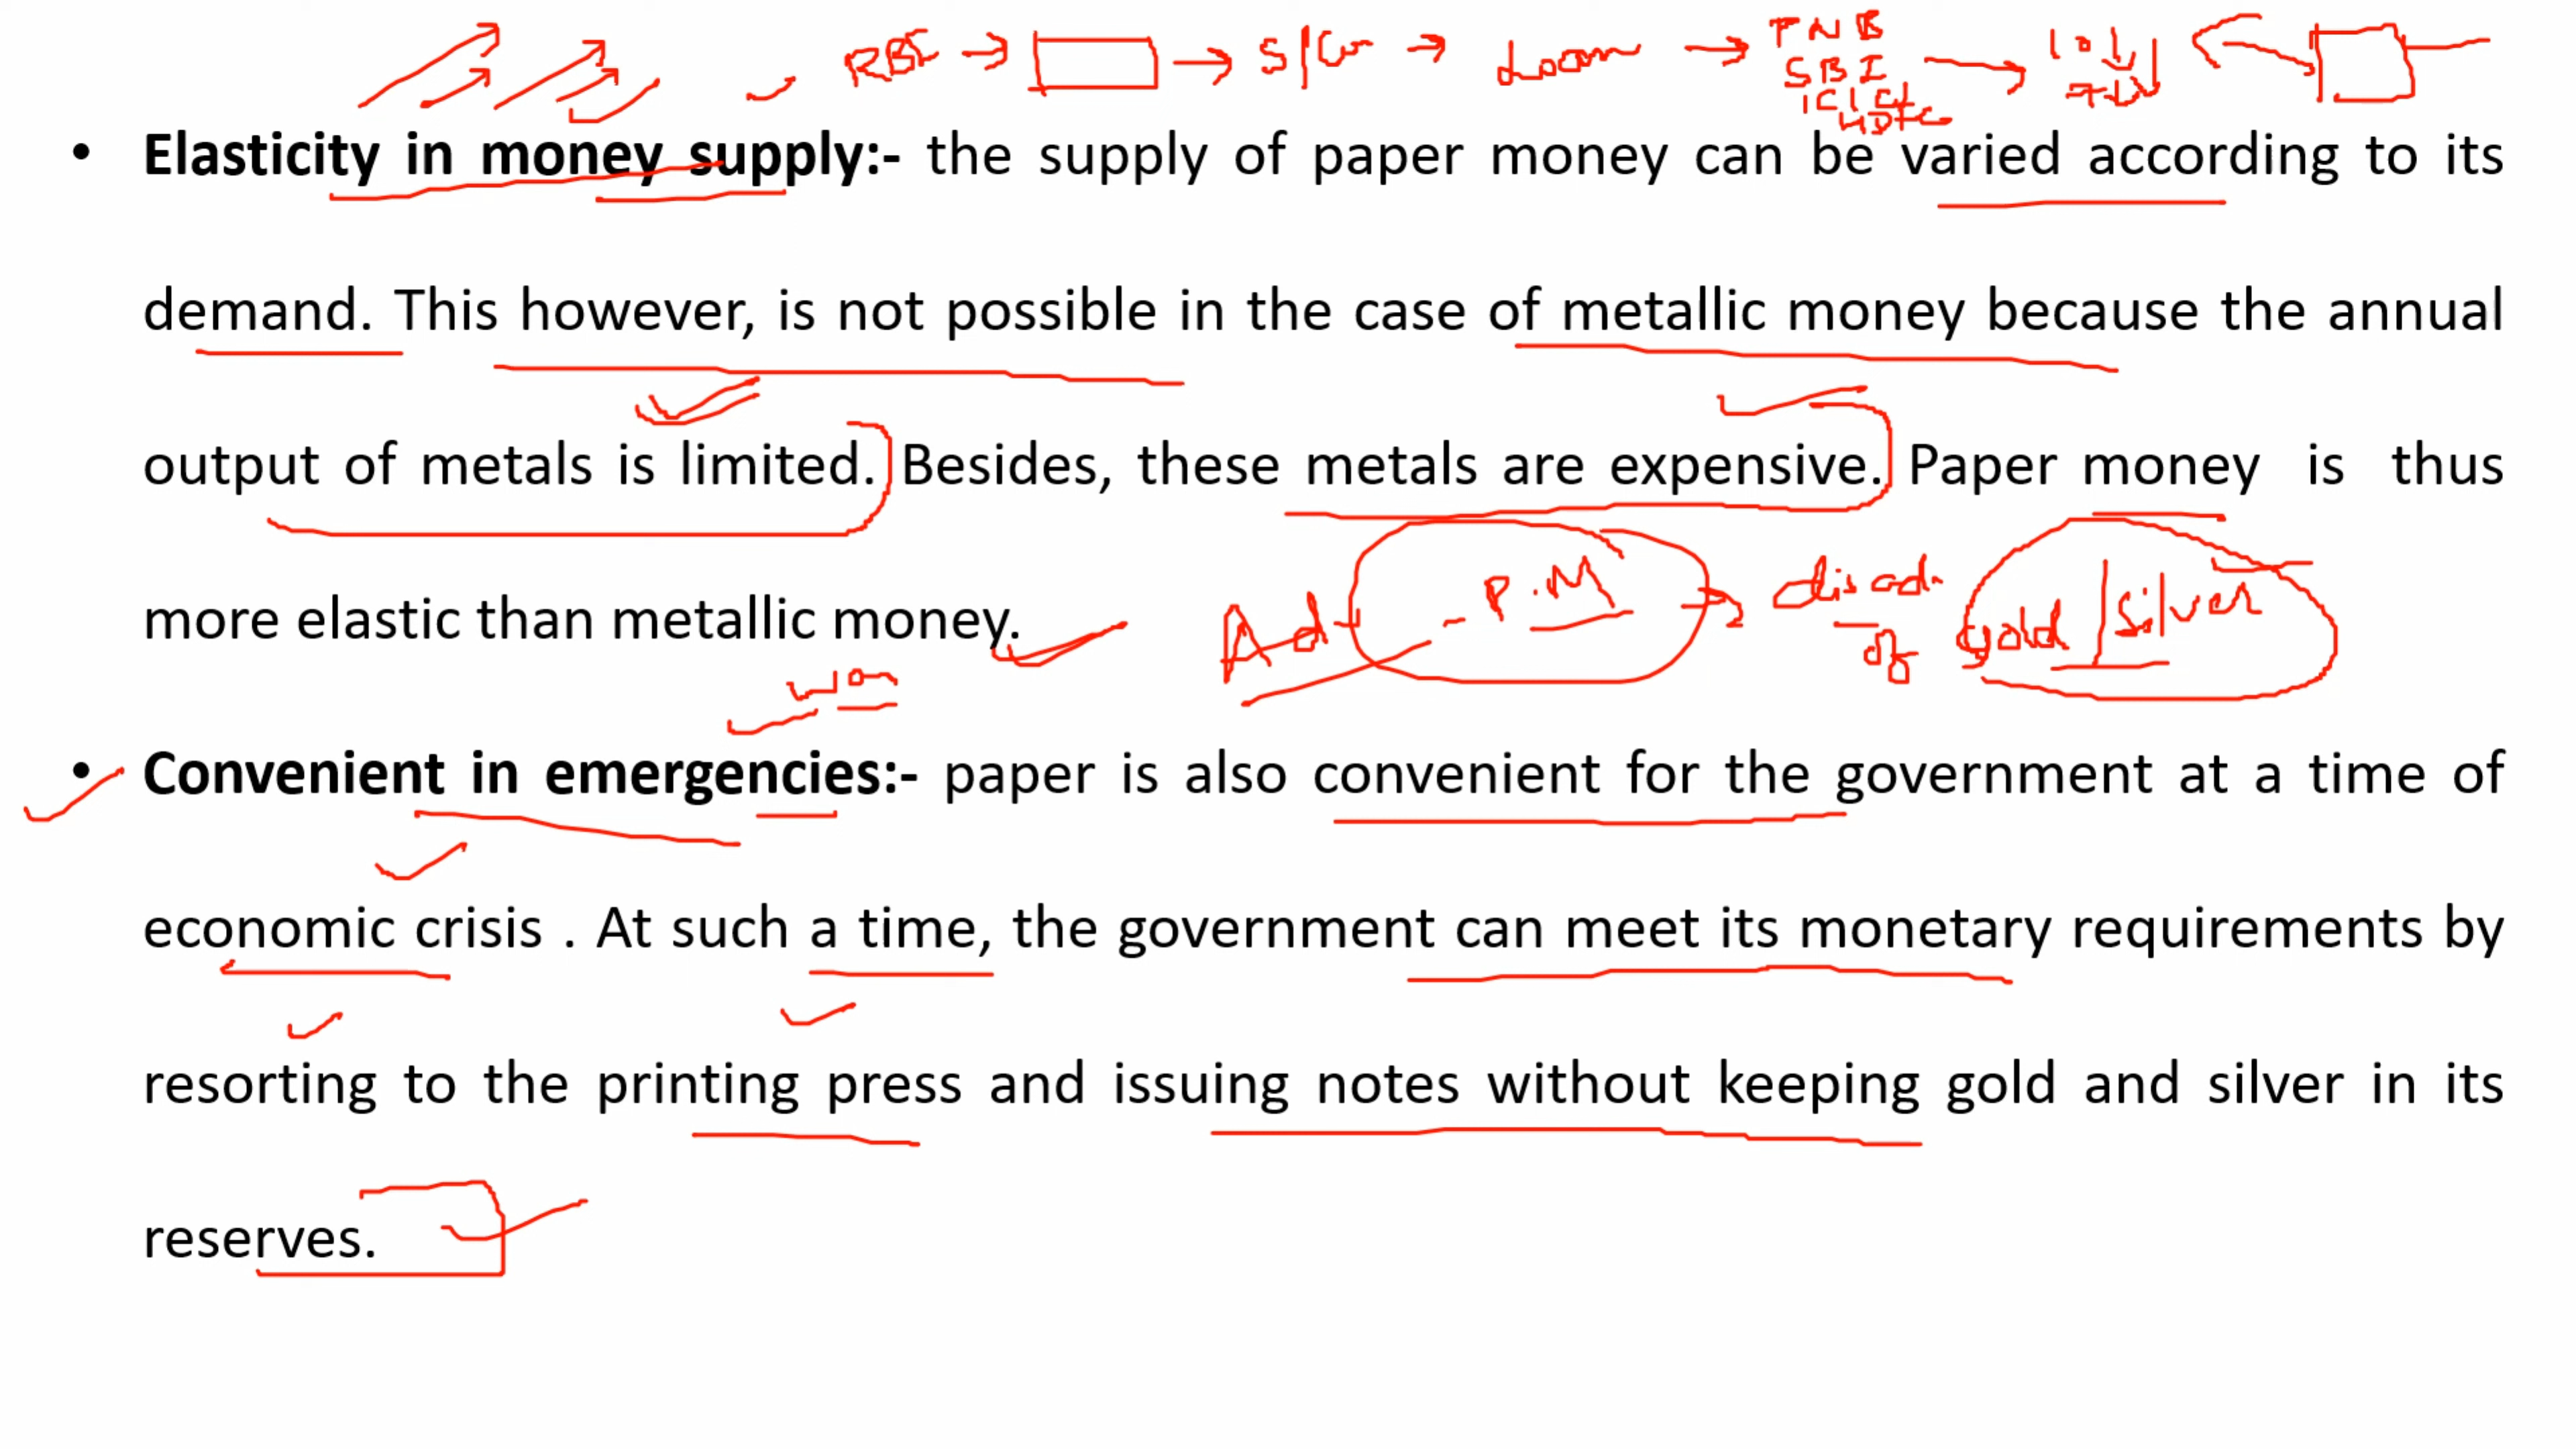 RBI → → S/Gr → Loan → PNB
SBI → 10%
ICICI 7%
HDFC
• Elasticity in money supply:- the supply of paper money can be varied according to its
demand. This however, is not possible in the case of metallic money because the annual
output of metals is limited. Besides, these metals are expensive. Paper money is thus
more elastic than metallic money. Ad - P.M → disad. of gold/silver
• Convenient in emergencies:- paper is also convenient for the government at a time of
economic crisis . At such a time, the government can meet its monetary requirements by
resorting to the printing press and issuing notes without keeping gold and silver in its
reserves.